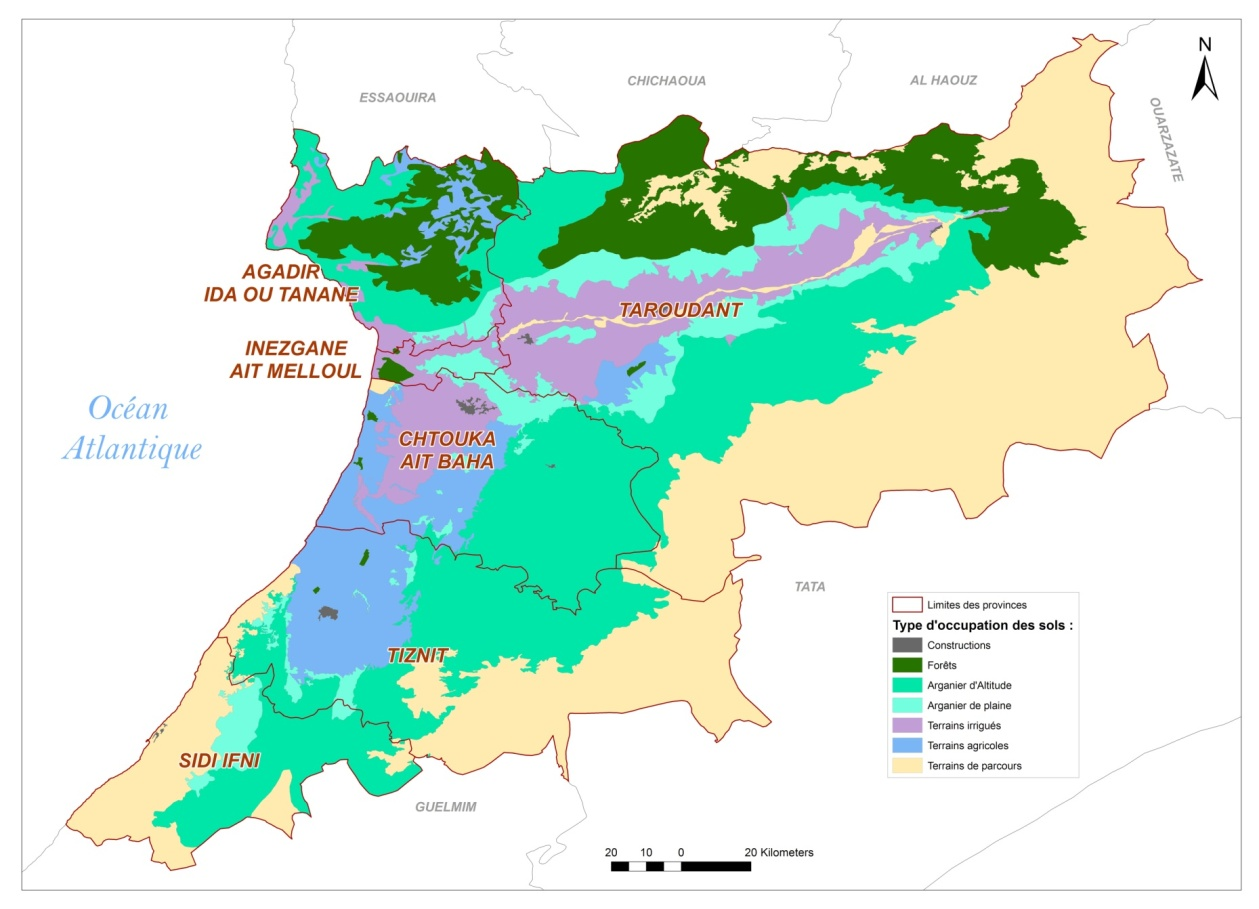 N
ESSAOUIRA
CHICHAOUA
AL HAOUZ
OUARZAZATE
AGADIR
IDA OU TANANE
TAROUDANT
INEZGANE
AIT MELLOUL
Océan
Atlantique
CHTOUKA
AIT BAHA
TATA
TIZNIT
SIDI IFNI
GUELMIM
Limites des provinces
Type d'occupation des sols :
Constructions
Forêts
Arganier d'Altitude
Arganier de plaine
Terrains irrigués
Terrains agricoles
Terrains de parcours
20 10 0 20 Kilometers